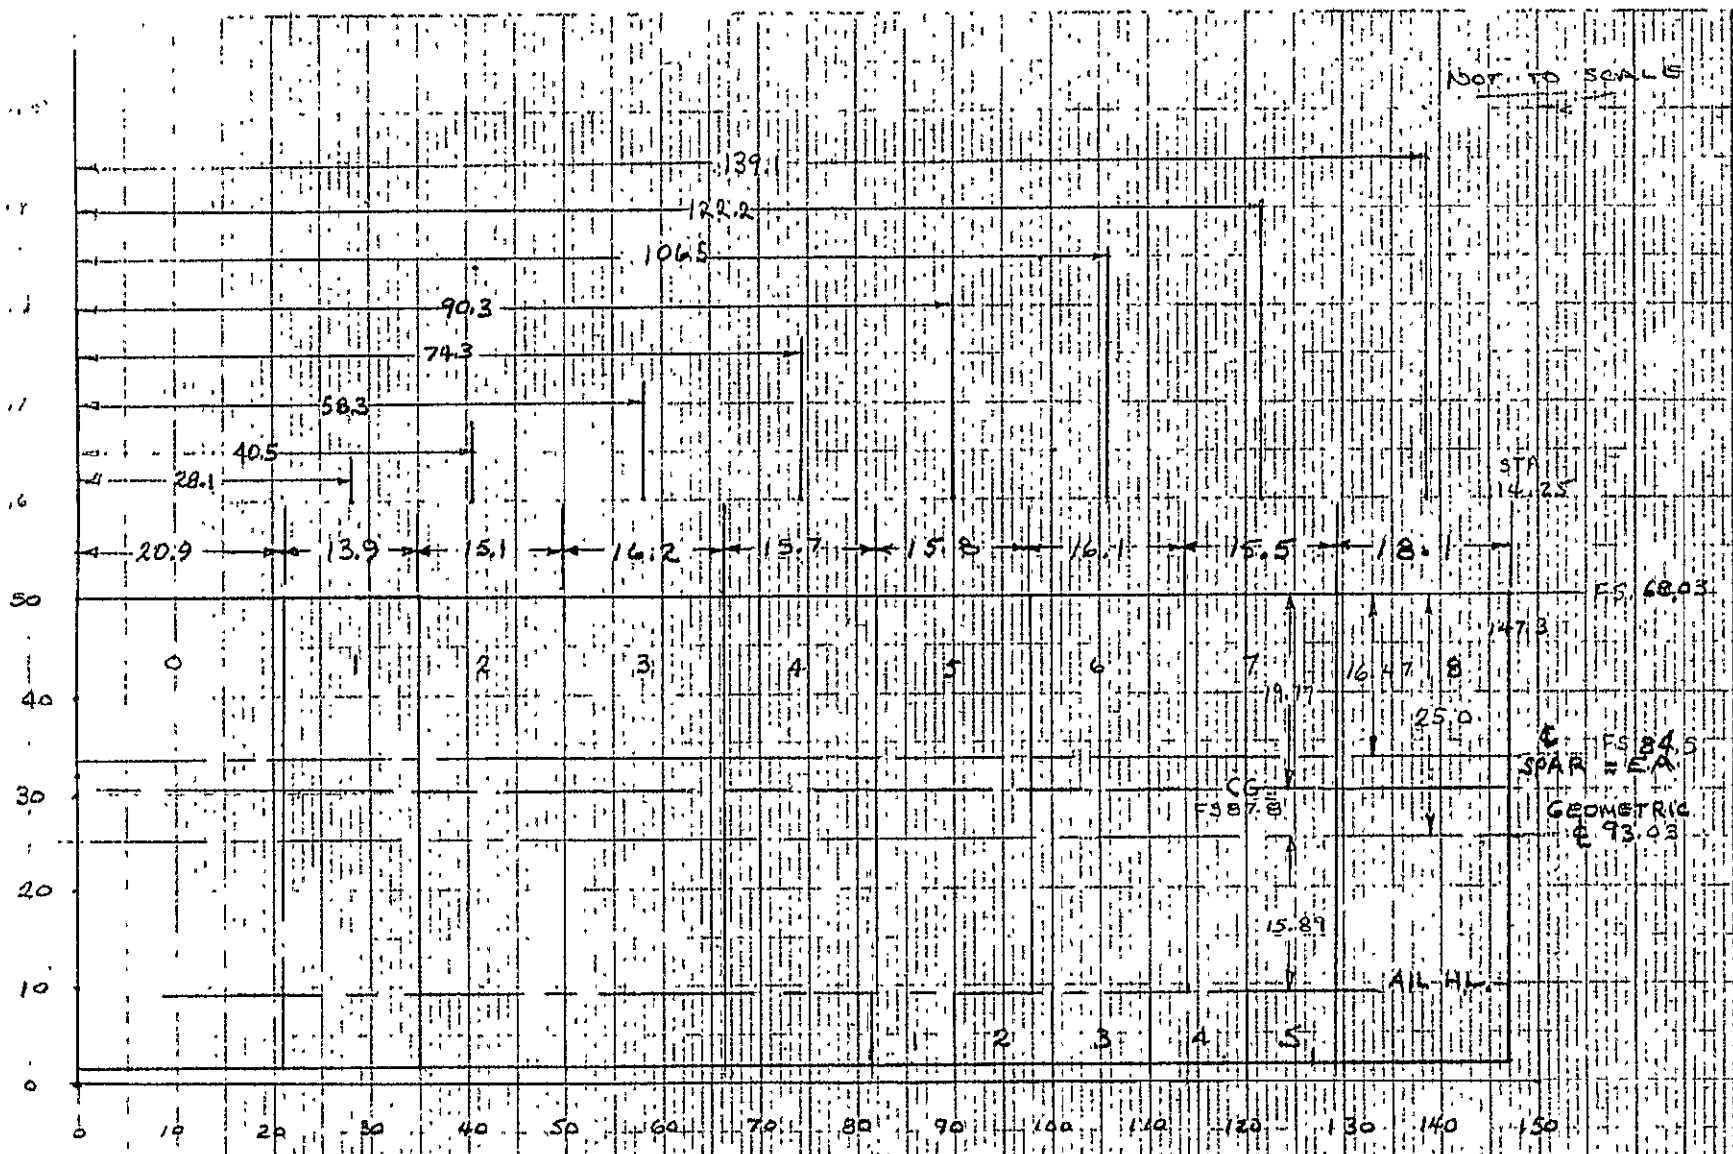 NOT TO SCALE
139.1
122.2
106.5
90.3
74.3
58.3
40.5
28.1
STA
20.9 13.9 15.1 16.2 15.7 15.8 16.1 15.5 18.1
50
F.S. 68.03
147.3
0 1 2 3 4 5 6 7 16.47 8
40
19.77
25.0
℄ FS 84.5
SPAR = E.A.
30
CG
FS 87.8
GEOMETRIC
℄ 93.03
20
15.89
10
AIL H.L.
2 3 4 5
0
0 10 20 30 40 50 60 70 80 90 100 110 120 130 140 150